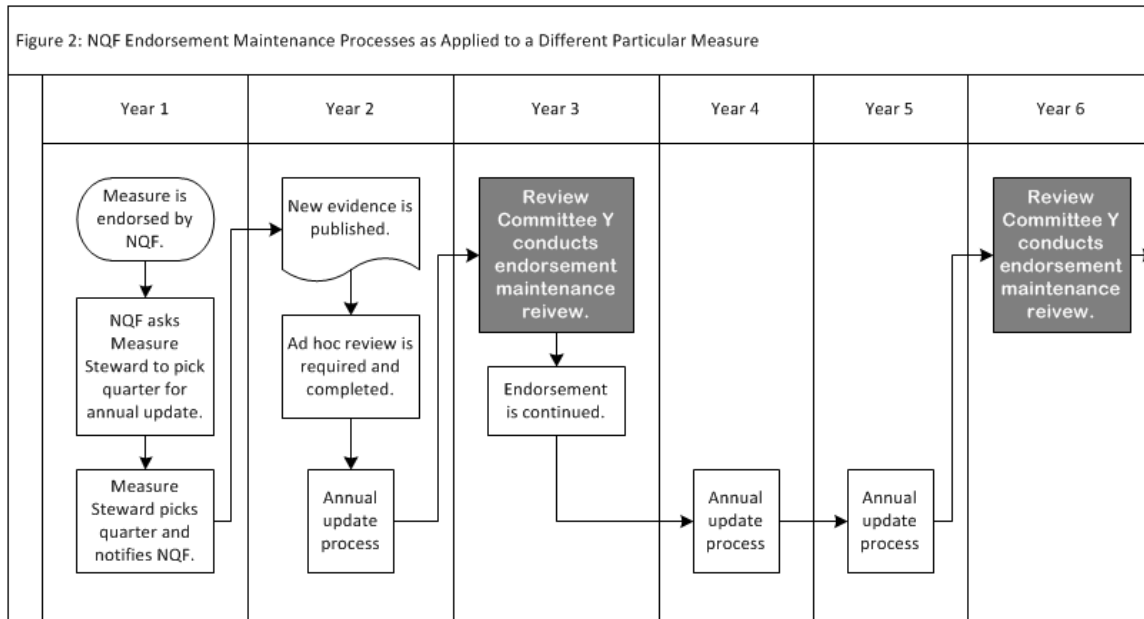 Figure 2: NQF Endorsement Maintenance Processes as Applied to a Different Particular Measure
Year 1
Year 2
Year 3
Year 4
Year 5
Year 6
Measure is
endorsed by
NQF.
NQF asks
Measure
Steward to pick
quarter for
annual update.
Measure
Steward picks
quarter and
notifies NQF.
New evidence is
published.
Ad hoc review is
required and
completed.
Annual
update
process
Review
Committee Y
conducts
endorsement
maintenance
reivew.
Endorsement
is continued.
Annual
update
process
Annual
update
process
Review
Committee Y
conducts
endorsement
maintenance
reivew.